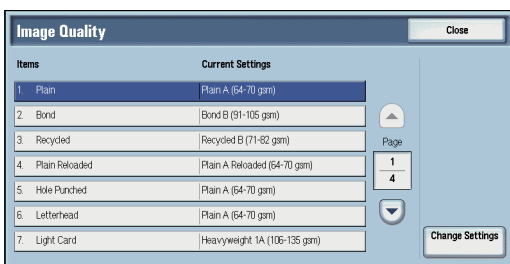 Image Quality
Close
Items
Current Settings
1. Plain
Plain A (64-70 gsm)
2. Bond
Bond B (91-105 gsm)
3. Recycled
Recycled B (71-82 gsm)
4. Plain Reloaded
Plain A Reloaded (64-70 gsm)
5. Hole Punched
Plain A (64-70 gsm)
6. Letterhead
Plain A (64-70 gsm)
7. Light Card
Heavyweight 1A (106-135 gsm)
Page
1
4
Change Settings